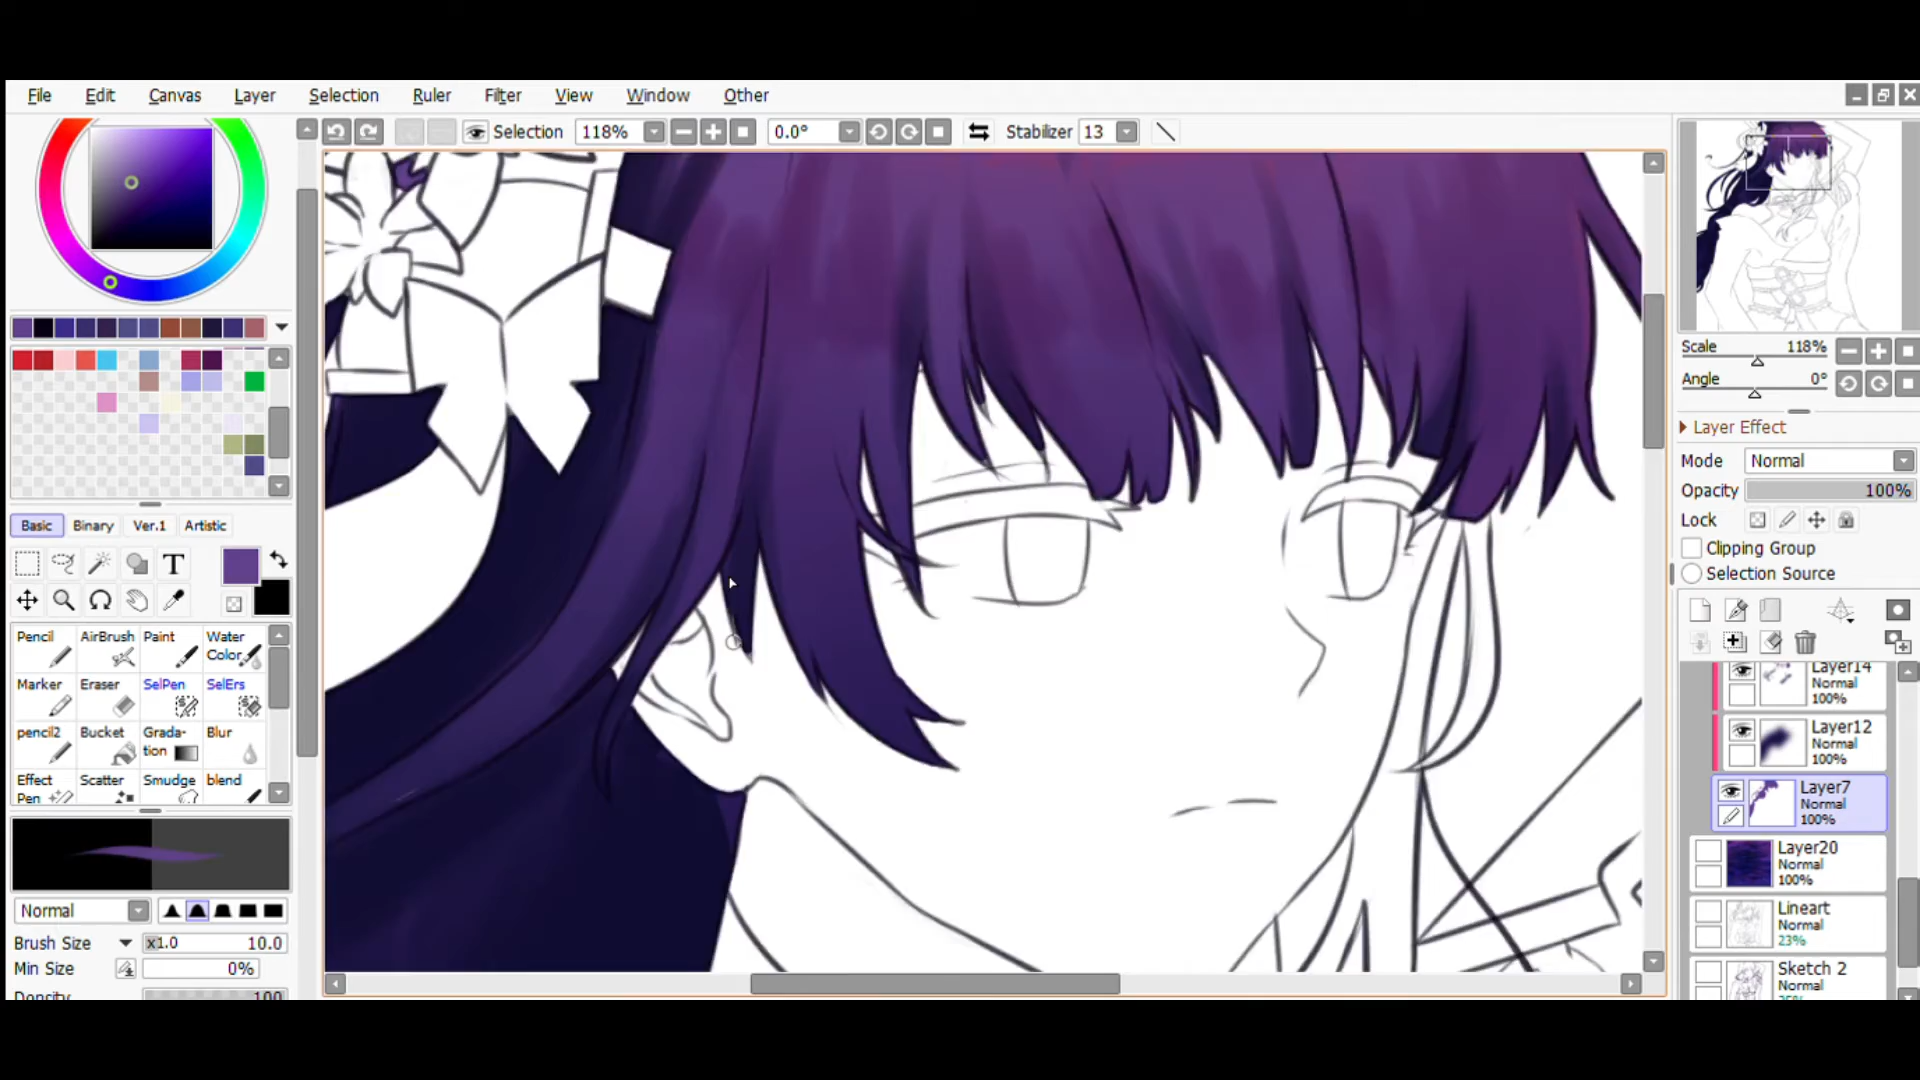 File Edit Canvas Layer Selection Ruler Filter View Window Other
Selection 118% 0.0° Stabilizer 13
Scale 118%
Angle 0°
Layer Effect
Mode Normal
Opacity 100%
Lock
Clipping Group
Selection Source
Basic Binary Ver.1 Artistic
T
Pencil AirBrush Paint Water
Color
Marker Eraser SelPen SelErs
pencil2 Bucket Grada-
tion Blur
Effect
Pen Scatter Smudge blend
Normal
Brush Size x1.0 10.0
Min Size 0%
Density 100
Layer14
Normal
100%
Layer12
Normal
100%
Layer7
Normal
100%
Layer20
Normal
100%
Lineart
Normal
23%
Sketch 2
Normal